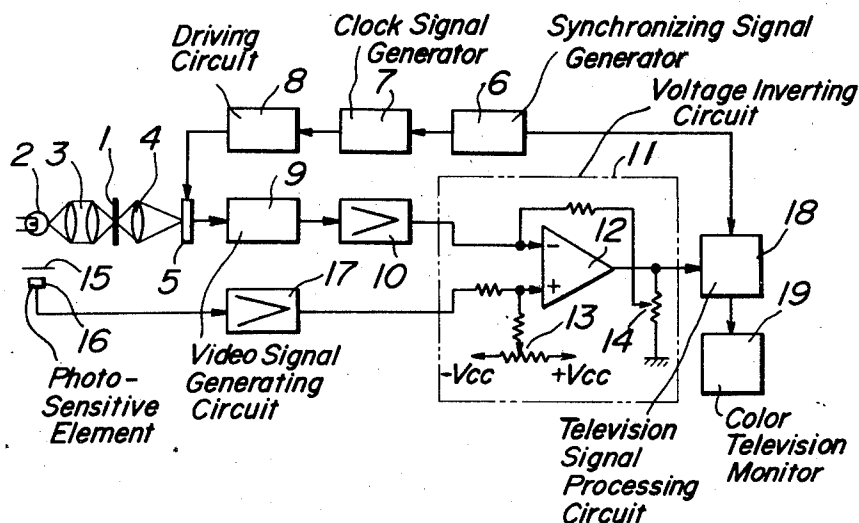 Driving
Circuit
Clock Signal
Generator
Synchronizing Signal
Generator
Voltage Inverting
Circuit
8
7
6
11
2
3
1
4
9
5
10
12
18
15
17
13
14
19
16
-Vcc
+Vcc
Photo-
Sensitive
Element
Video Signal
Generating
Circuit
Television
Signal
Processing
Circuit
Color
Television
Monitor